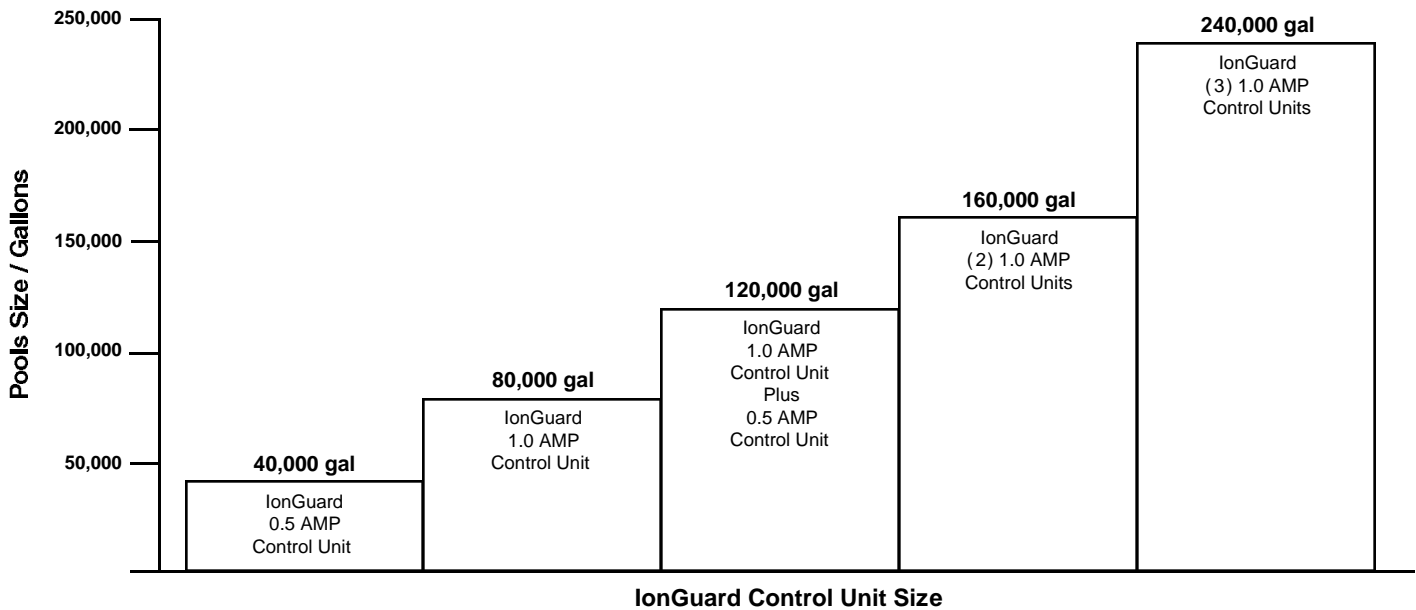 250,000
200,000
150,000
100,000
50,000
Pools Size / Gallons
40,000 gal
IonGuard
0.5 AMP
Control Unit
80,000 gal
IonGuard
1.0 AMP
Control Unit
120,000 gal
IonGuard
1.0 AMP
Control Unit
Plus
0.5 AMP
Control Unit
160,000 gal
IonGuard
(2) 1.0 AMP
Control Units
240,000 gal
IonGuard
(3) 1.0 AMP
Control Units
IonGuard Control Unit Size